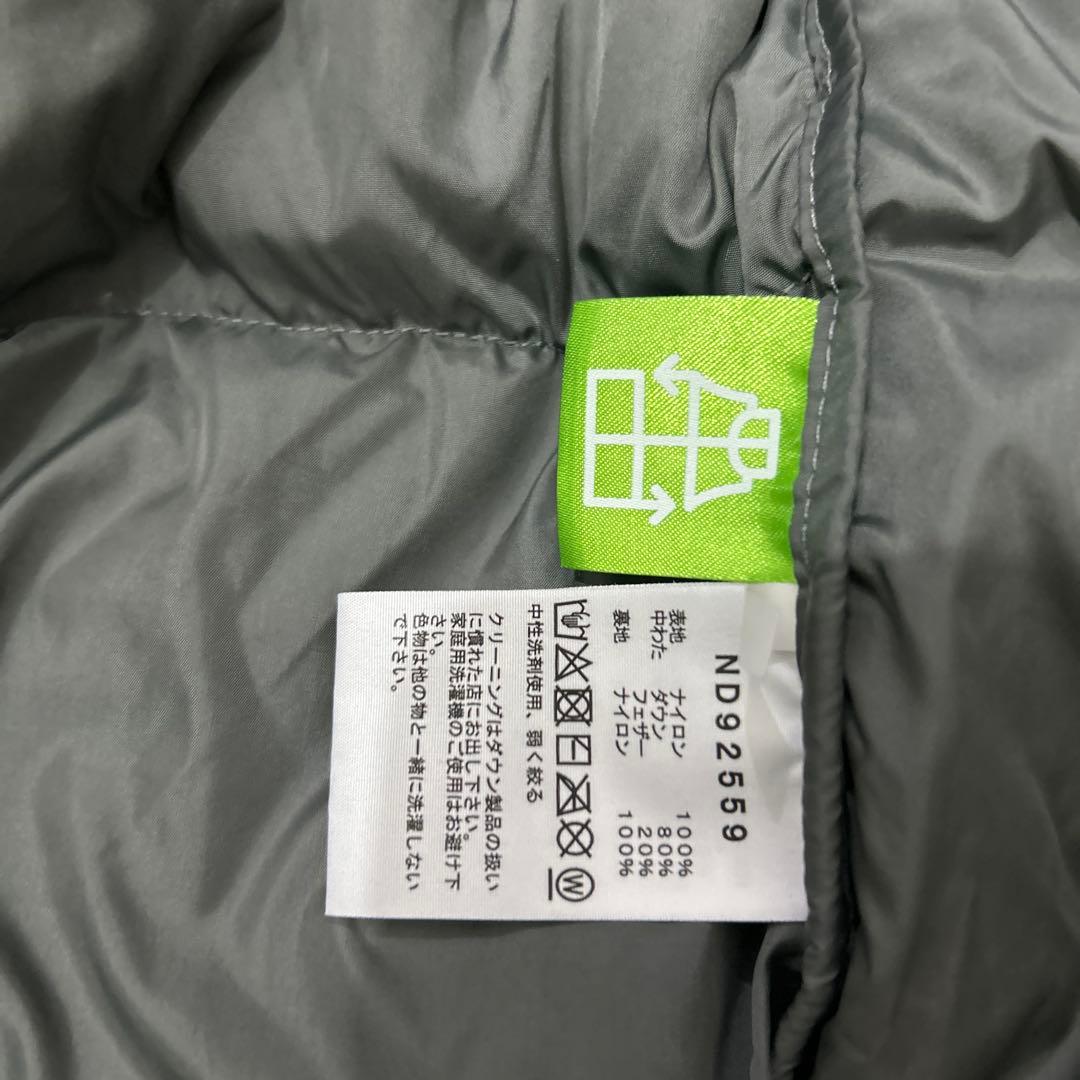 ND92559
表地 ナイロン 100%
中わた ダウン 80%
フェザー 20%
裏地 ナイロン 100%
W
中性洗剤使用、弱く絞る
クリーニングはダウン製品の扱い
に慣れた店にお出し下さい。
家庭用洗濯機のご使用はお避け下
さい。
色物は他の物と一緒に洗濯しない
で下さい。